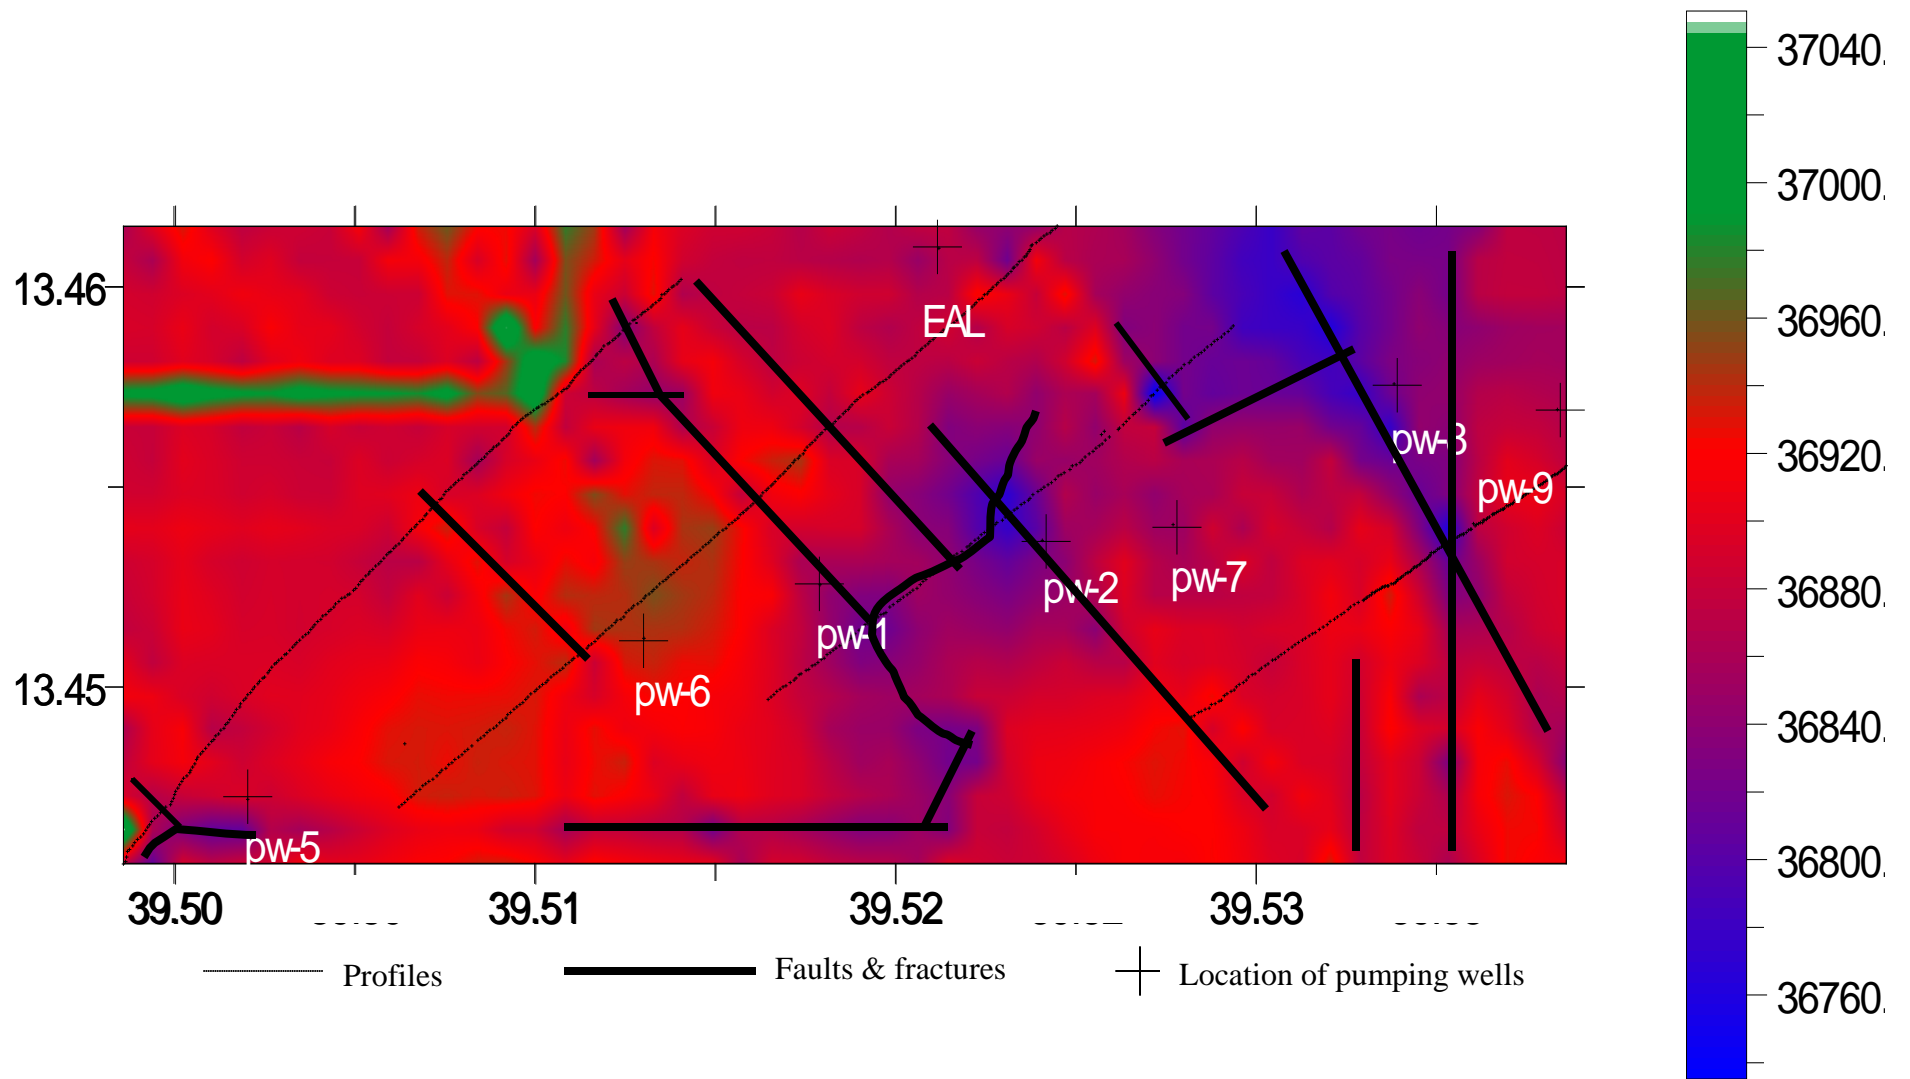 37040.
37000.
36960.
36920.
36880.
36840.
36800.
36760.
13.46
13.45
EAL
pw-8
pw-9
pw-2
pw-7
pw-1
pw-6
pw-5
39.50
39.51
39.52
39.53
Profiles
Faults & fractures
Location of pumping wells